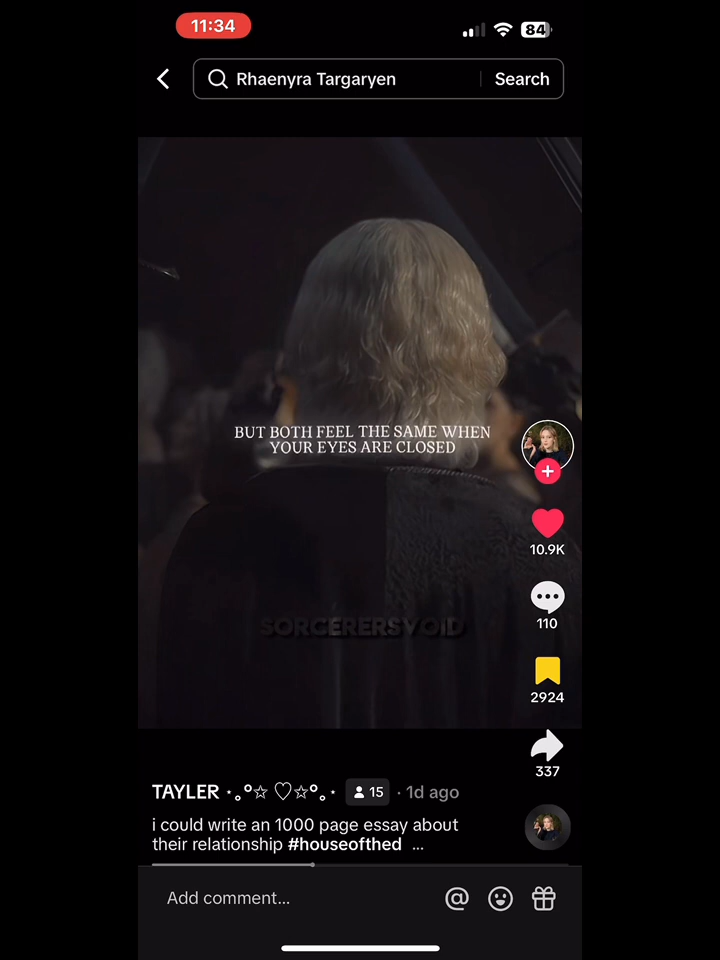 11:34
84
Rhaenyra Targaryen
Search
BUT BOTH FEEL THE SAME WHEN
YOUR EYES ARE CLOSED
10.9K
SORCERERSVOID
110
2924
337
TAYLER ⋆｡°☆ ♡☆°｡⋆ 15 · 1d ago
i could write an 1000 page essay about
their relationship #houseofthed ...
Add comment...